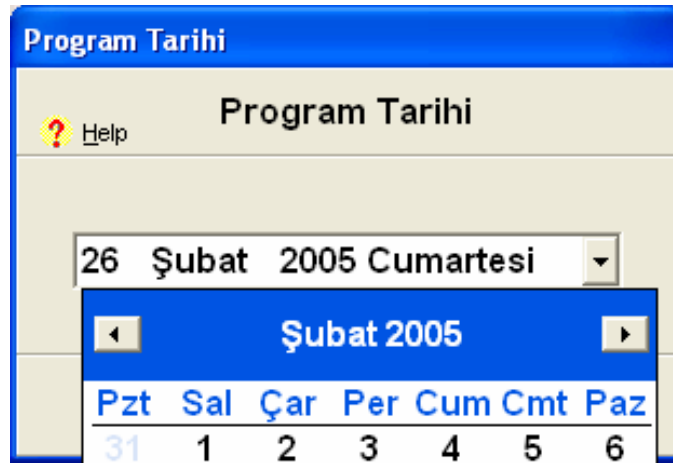 Program Tarihi
Program Tarihi
? Help
26 Şubat 2005 Cumartesi
Şubat 2005
Pzt Sal Çar Per Cum Cmt Paz
31 1 2 3 4 5 6